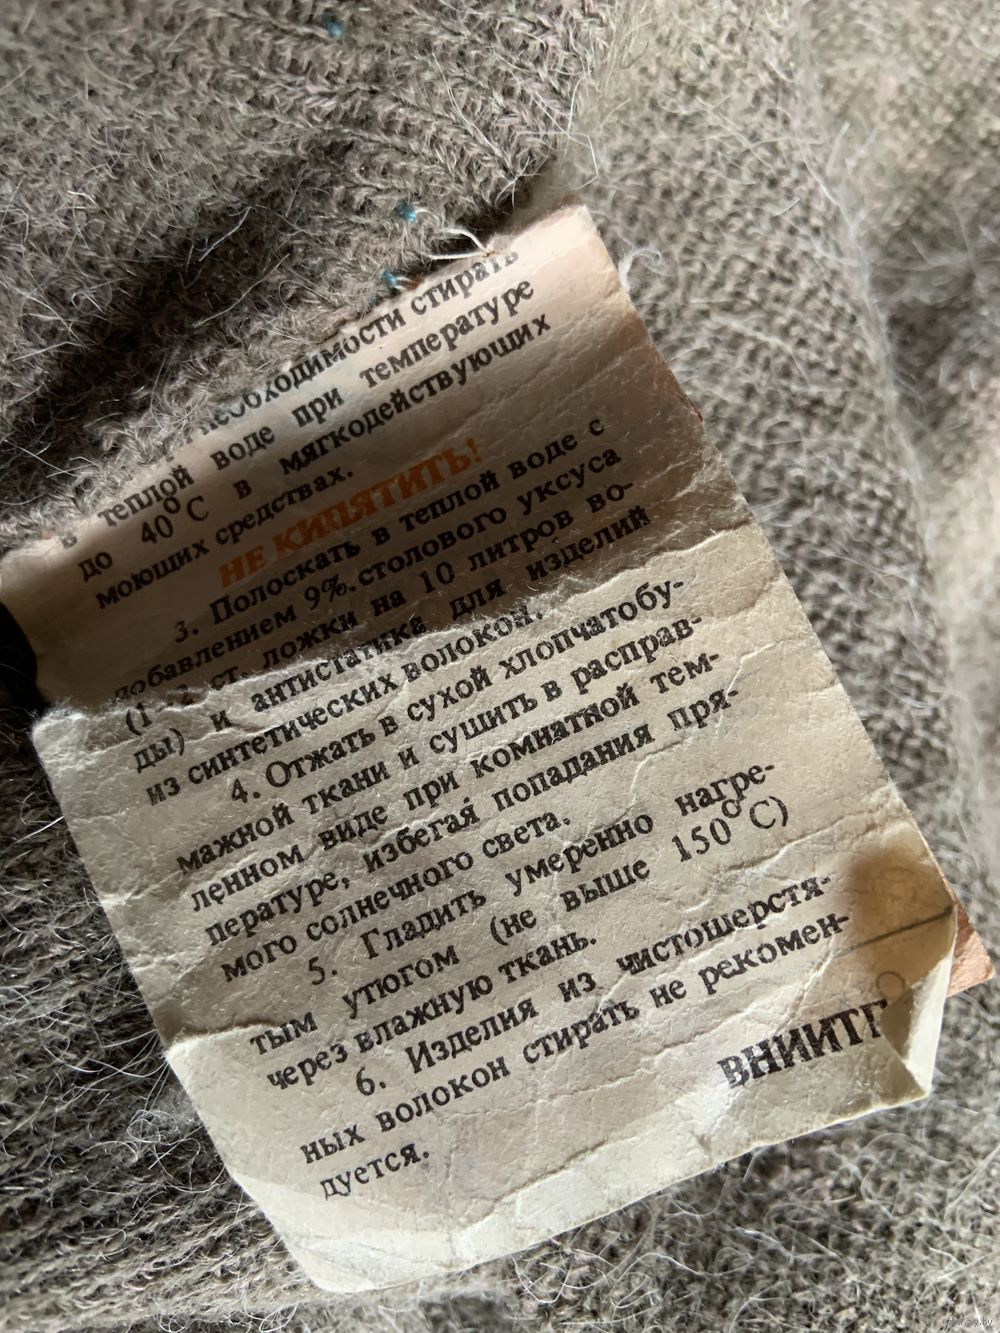 необходимости стирать
в теплой воде при температуре
до 40°С в мягкодействующих
моющих средствах.
НЕ КИПЯТИТЬ!
3. Полоскать в теплой воде с
добавлением 9%.столового уксуса
(1-2 ст. ложки на 10 литров во-
ды) и антистатика для изделий
из синтетических волокон.
4. Отжать в сухой хлопчатобу-
мажной ткани и сушить в расправ-
ленном виде при комнатной тем-
пературе, избегая попадания пря-
мого солнечного света.
5. Гладить умеренно нагре-
тым утюгом (не выше 150°С)
через влажную ткань.
6. Изделия из чистошерстя-
ных волокон стирать не рекомен-
дуется.